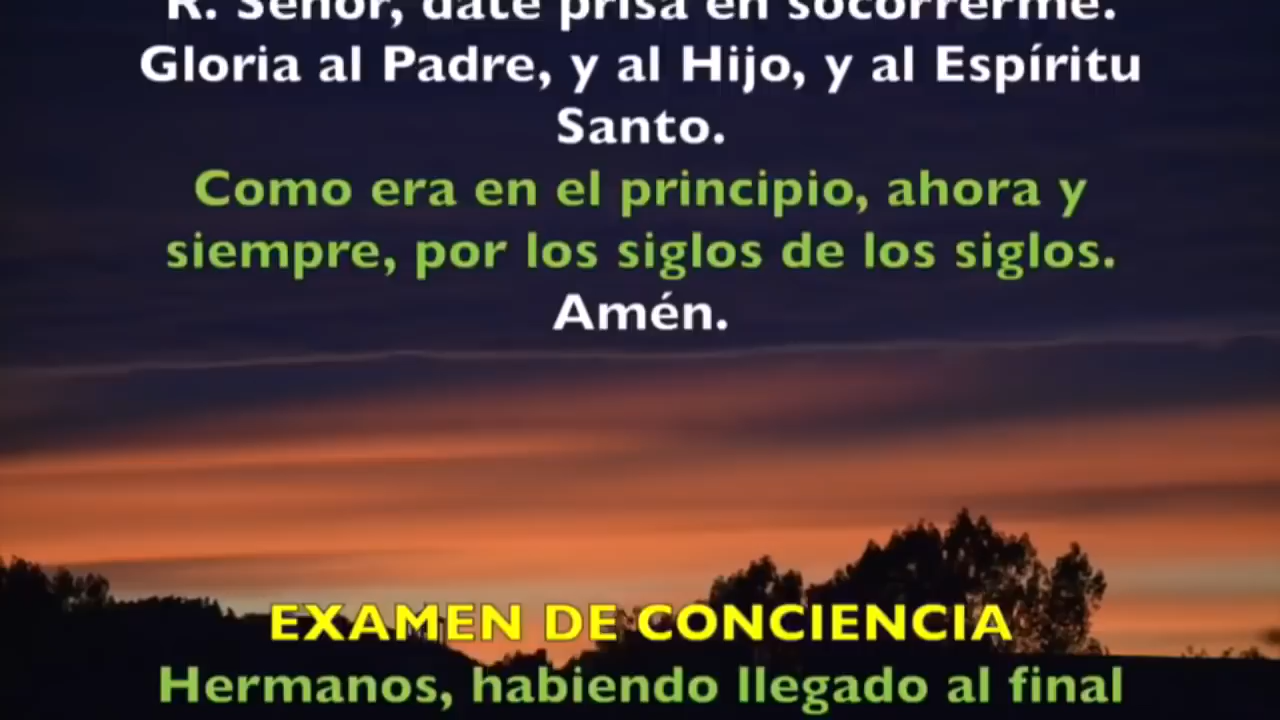 R. Señor, date prisa en socorrerme.
Gloria al Padre, y al Hijo, y al Espíritu
Santo.
Como era en el principio, ahora y
siempre, por los siglos de los siglos.
Amén.
EXAMEN DE CONCIENCIA
Hermanos, habiendo llegado al final